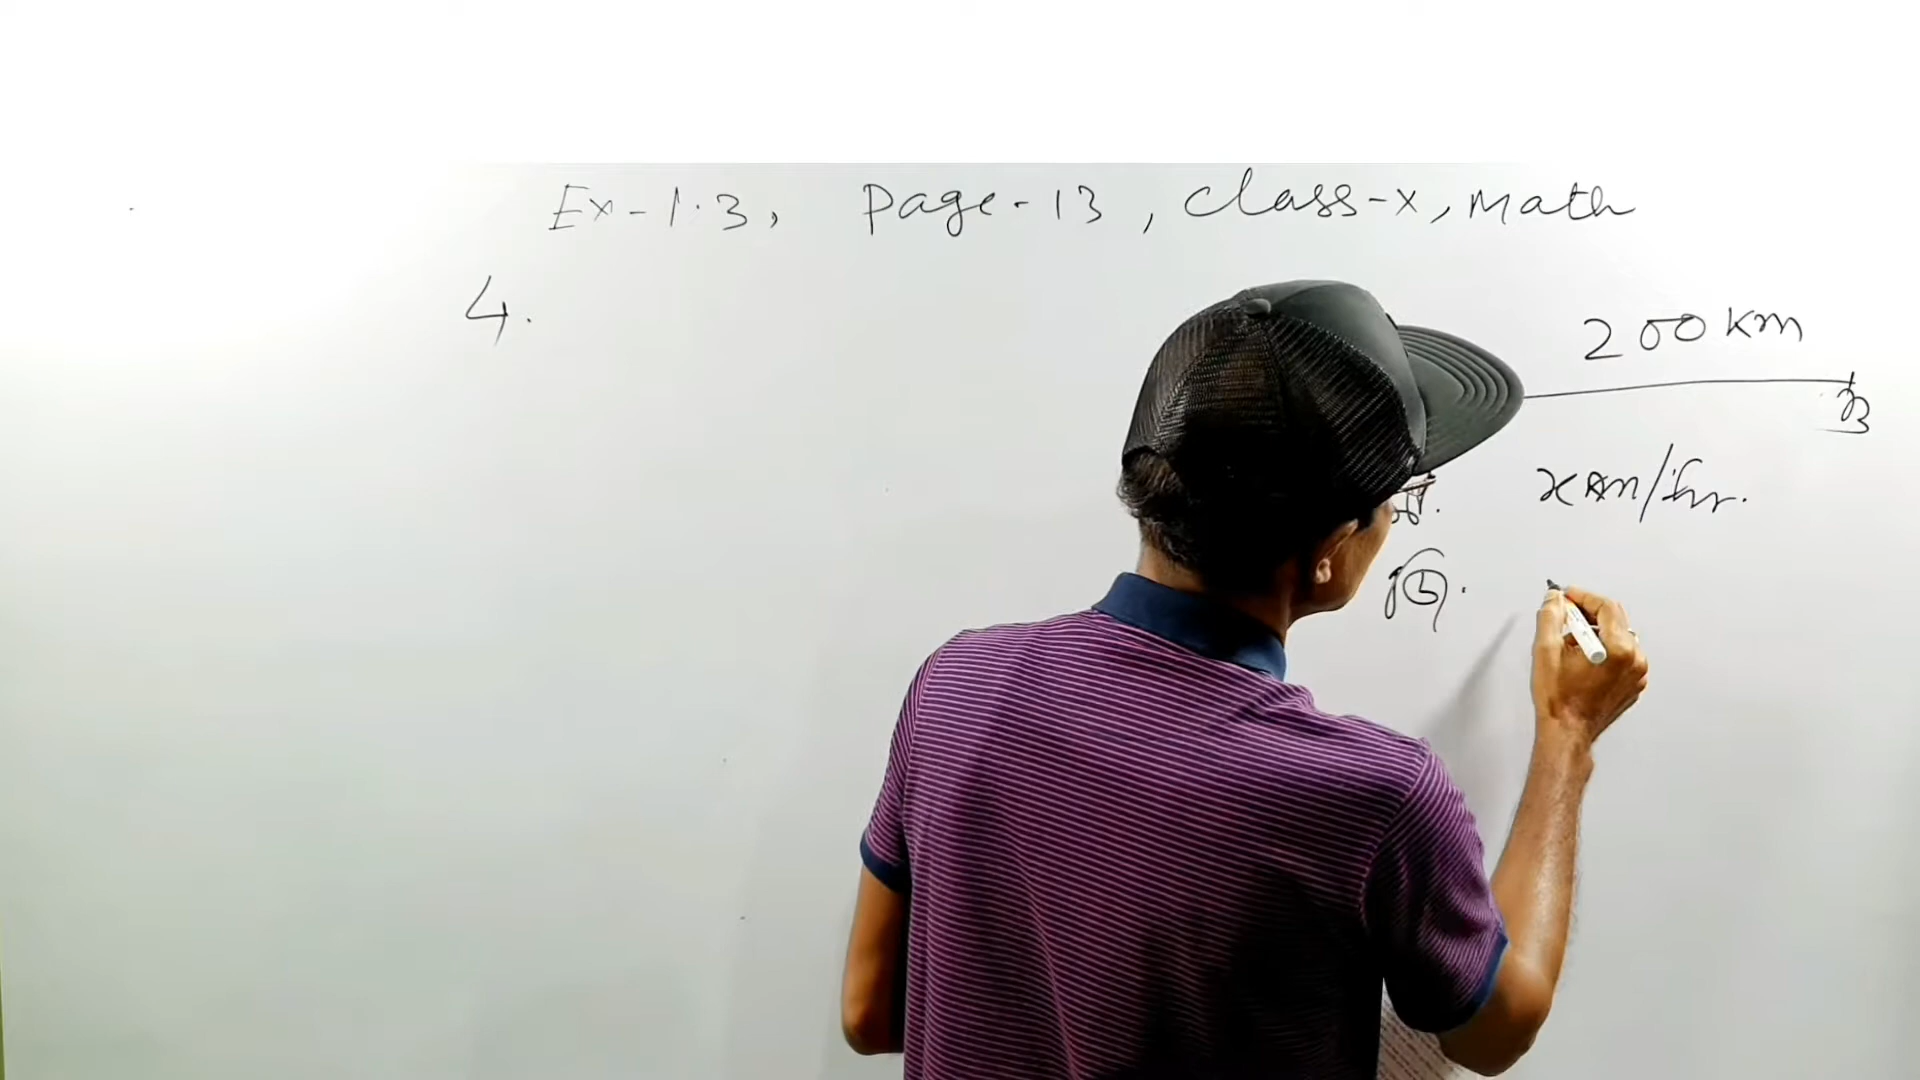 Ex-1.3, Page-13, Class-X, Math
4.
200 km
x km/hr.